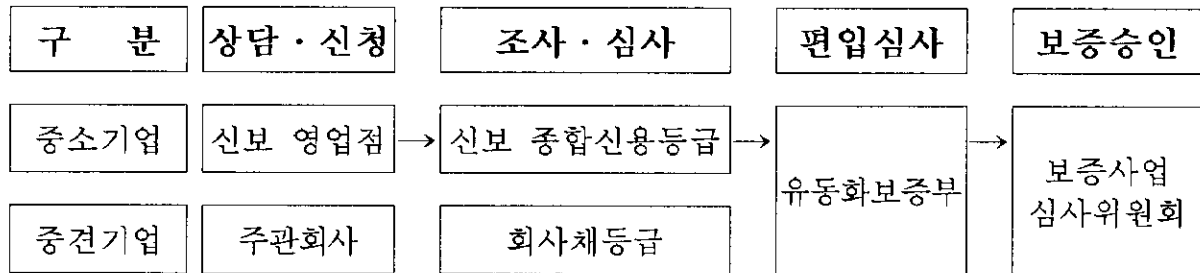 구 분 상담·신청 조사·심사 편입심사 보증승인
중소기업 신보 영업점 → 신보 종합신용등급 → 유동화보증부 → 보증사업 심사위원회
중견기업 주관회사 회사채등급